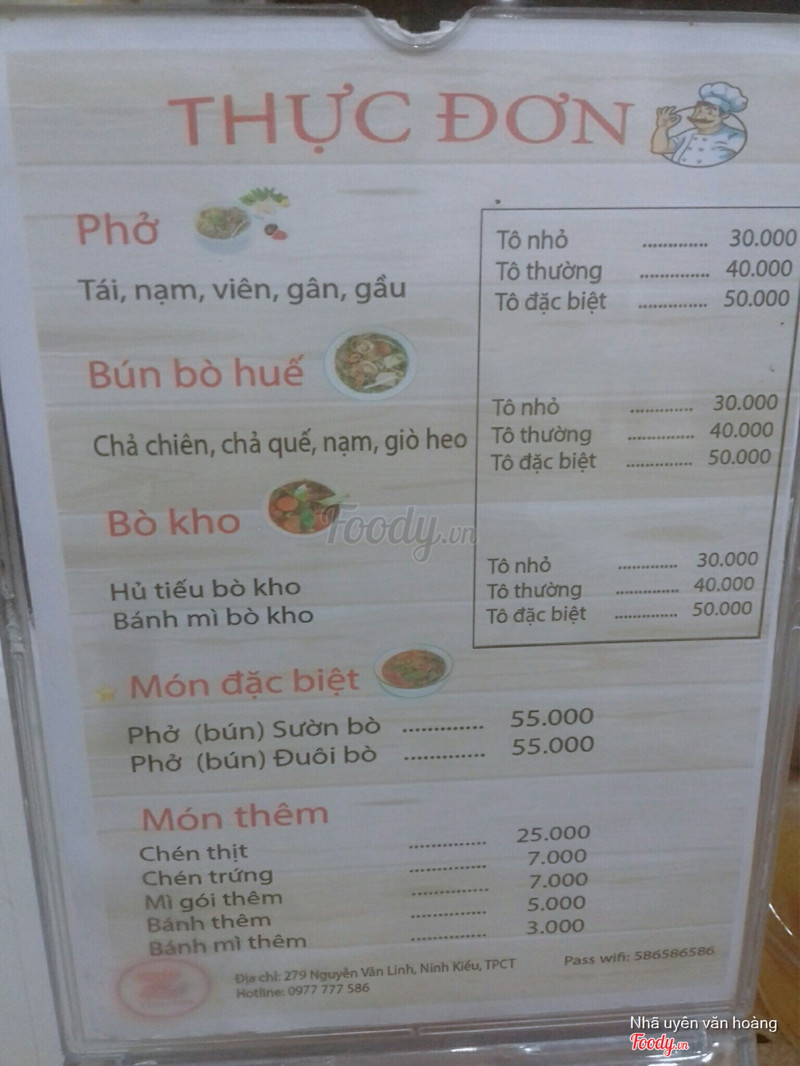 THỰC ĐƠN
Phở
Tái, nạm, viên, gân, gầu
Tô nhỏ ............. 30.000
Tô thường ............. 40.000
Tô đặc biệt ............. 50.000
Bún bò huế
Chả chiên, chả quế, nạm, giò heo
Tô nhỏ ............. 30.000
Tô thường ............. 40.000
Tô đặc biệt ............. 50.000
Bò kho
Hủ tiếu bò kho
Bánh mì bò kho
Tô nhỏ ............. 30.000
Tô thường ............. 40.000
Tô đặc biệt ............. 50.000
Món đặc biệt
Phở (bún) Sườn bò ............. 55.000
Phở (bún) Đuôi bò ............. 55.000
Món thêm
Chén thịt ............. 25.000
Chén trứng ............. 7.000
Mì gói thêm ............. 7.000
Bánh thêm ............. 5.000
Bánh mì thêm ............. 3.000
Địa chỉ: 279 Nguyễn Văn Linh, Ninh Kiều, TPCT
Hotline: 0977 777 586
Pass wifi: 586586586
Foody.vn
Nhã uyên văn hoàng
Foody.vn